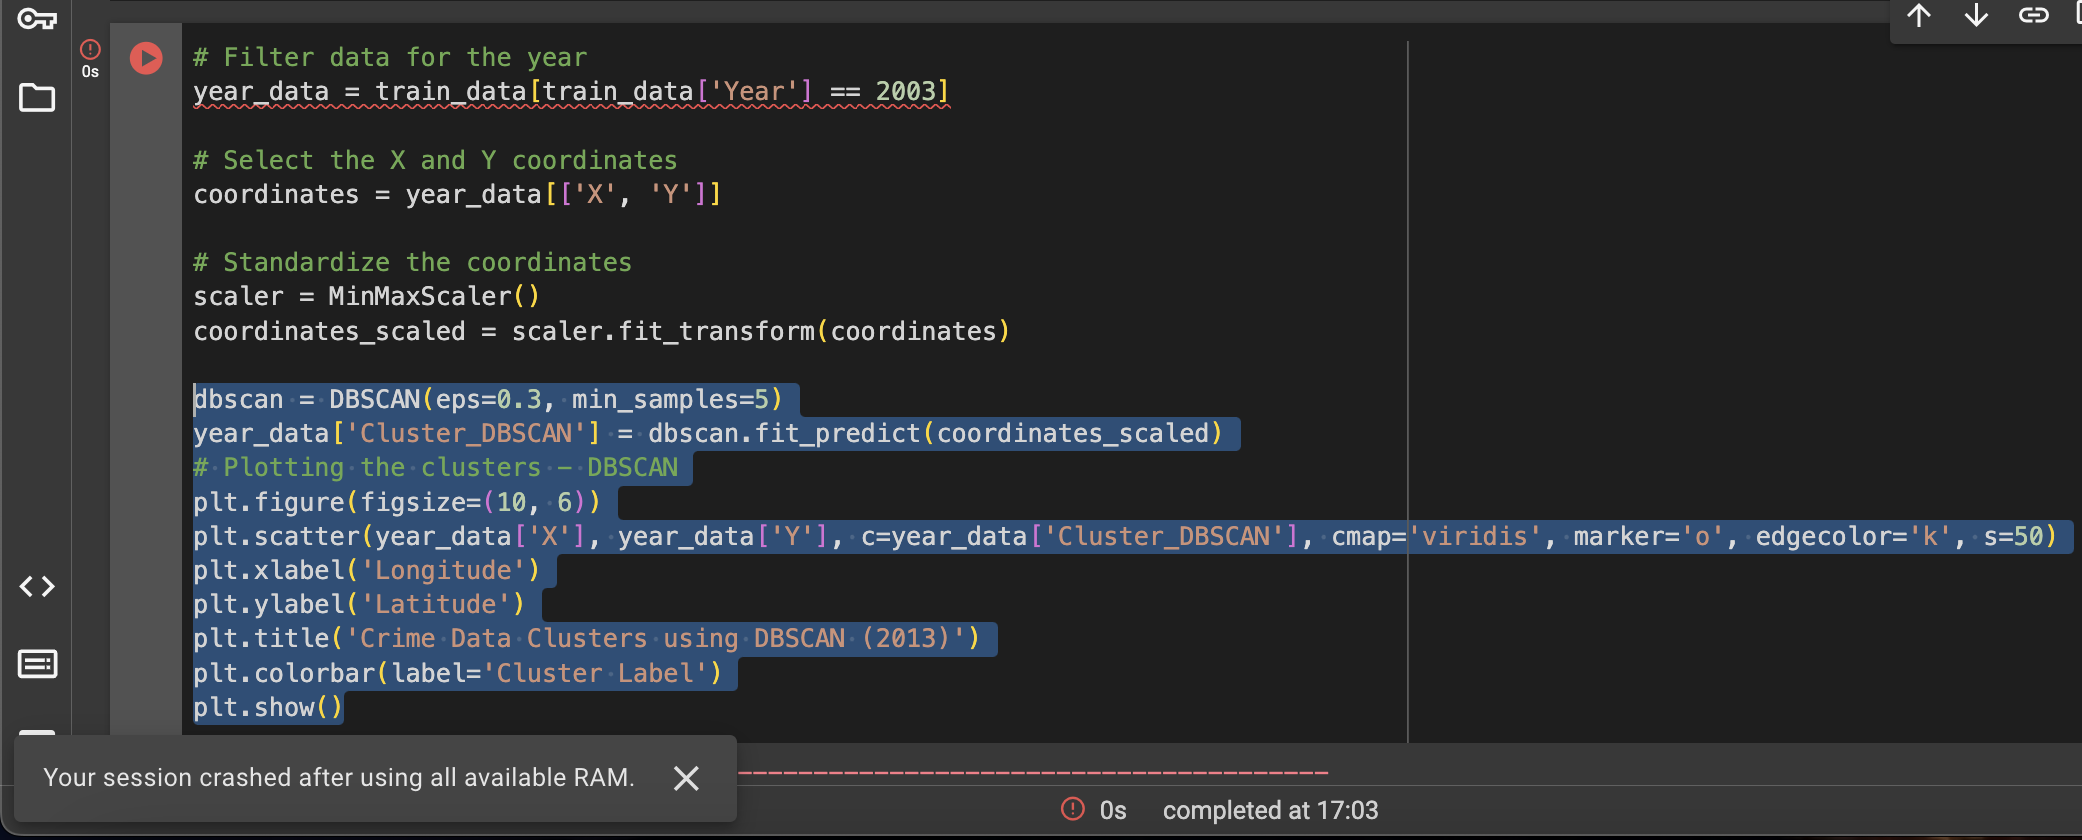 0s
# Filter data for the year
year_data = train_data[train_data['Year'] == 2003]
# Select the X and Y coordinates
coordinates = year_data[['X', 'Y']]
# Standardize the coordinates
scaler = MinMaxScaler()
coordinates_scaled = scaler.fit_transform(coordinates)
dbscan = DBSCAN(eps=0.3, min_samples=5)
year_data['Cluster_DBSCAN'] = dbscan.fit_predict(coordinates_scaled)
# Plotting the clusters - DBSCAN
plt.figure(figsize=(10, 6))
plt.scatter(year_data['X'], year_data['Y'], c=year_data['Cluster_DBSCAN'], cmap='viridis', marker='o', edgecolor='k', s=50)
plt.xlabel('Longitude')
plt.ylabel('Latitude')
plt.title('Crime Data Clusters using DBSCAN (2013)')
plt.colorbar(label='Cluster Label')
plt.show()
Your session crashed after using all available RAM.
0s completed at 17:03